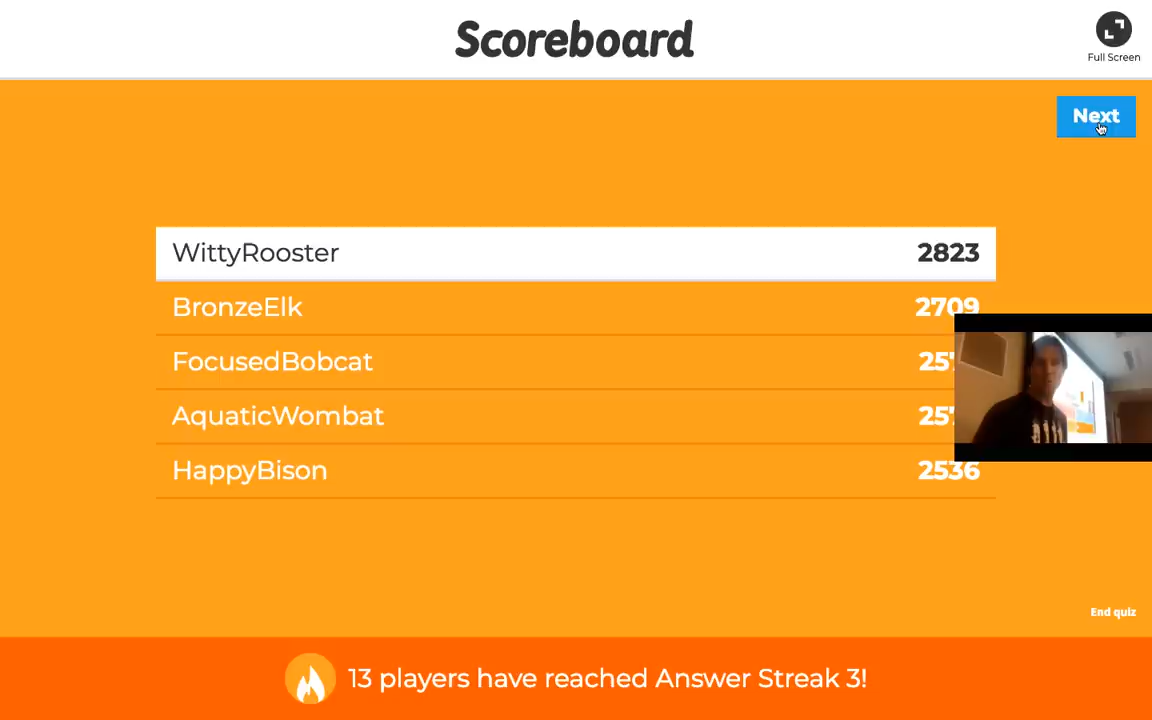 Scoreboard
Full Screen
Next
WittyRooster 2823
BronzeElk 2709
FocusedBobcat
AquaticWombat
HappyBison 2536
End quiz
13 players have reached Answer Streak 3!